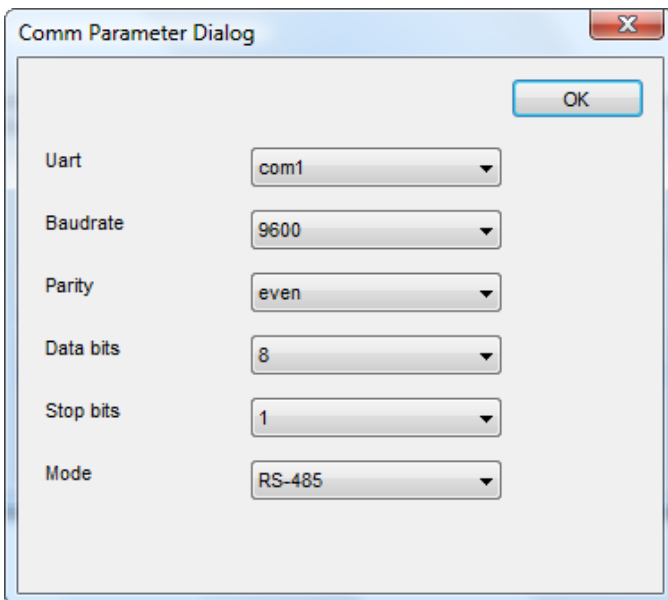 Comm Parameter Dialog
OK
Uart com1
Baudrate 9600
Parity even
Data bits 8
Stop bits 1
Mode RS-485